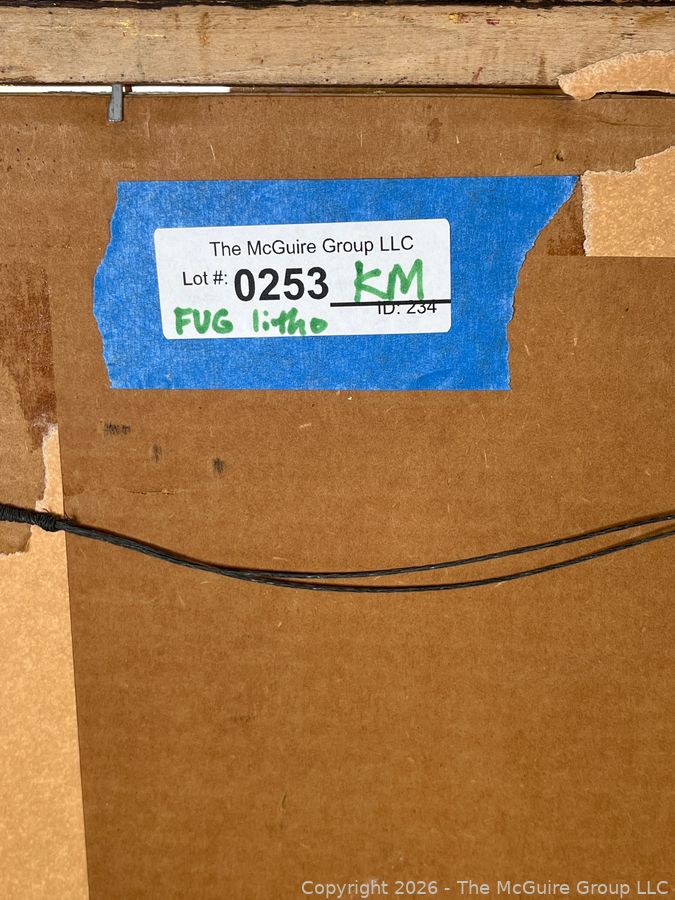 The McGuire Group LLC
Lot #: 0253 KM
ID: 234
FUG litho
Copyright 2026 - The McGuire Group LLC